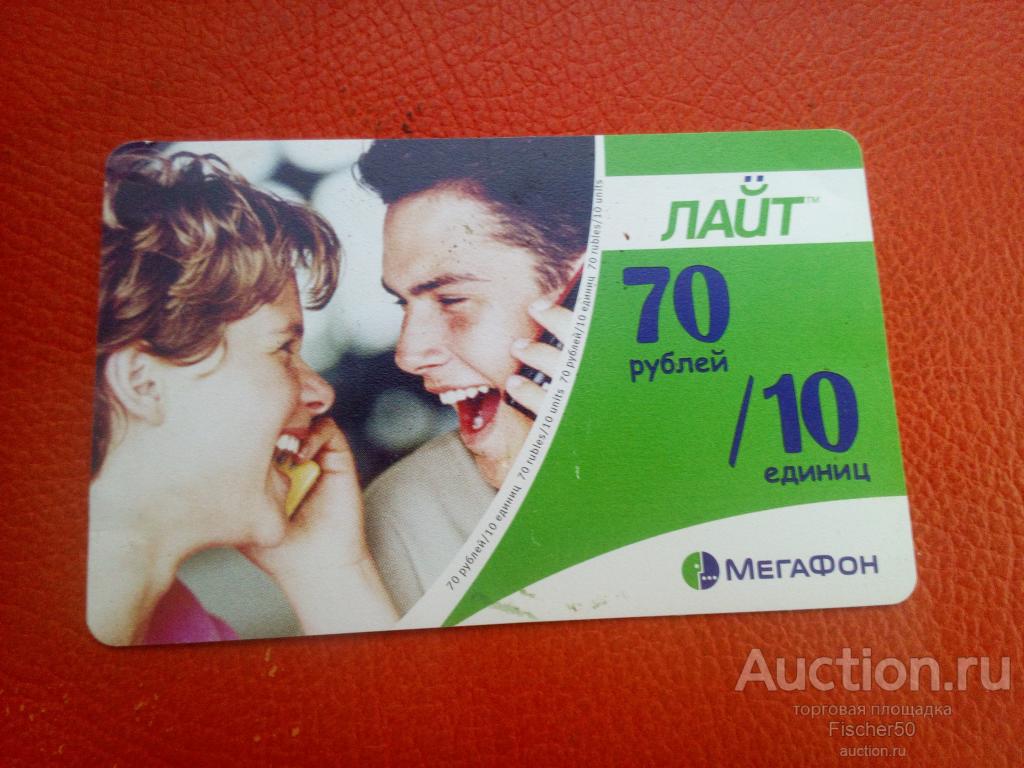 ЛАЙТ™
70
рублей
/10
единиц
70 рублей/10 единиц 70 rubles/10 units 70 рублей/10 единиц 70 rubles/10 units
МЕГАФОН
Auction.ru
торговая площадка
Fischer50
auction.ru